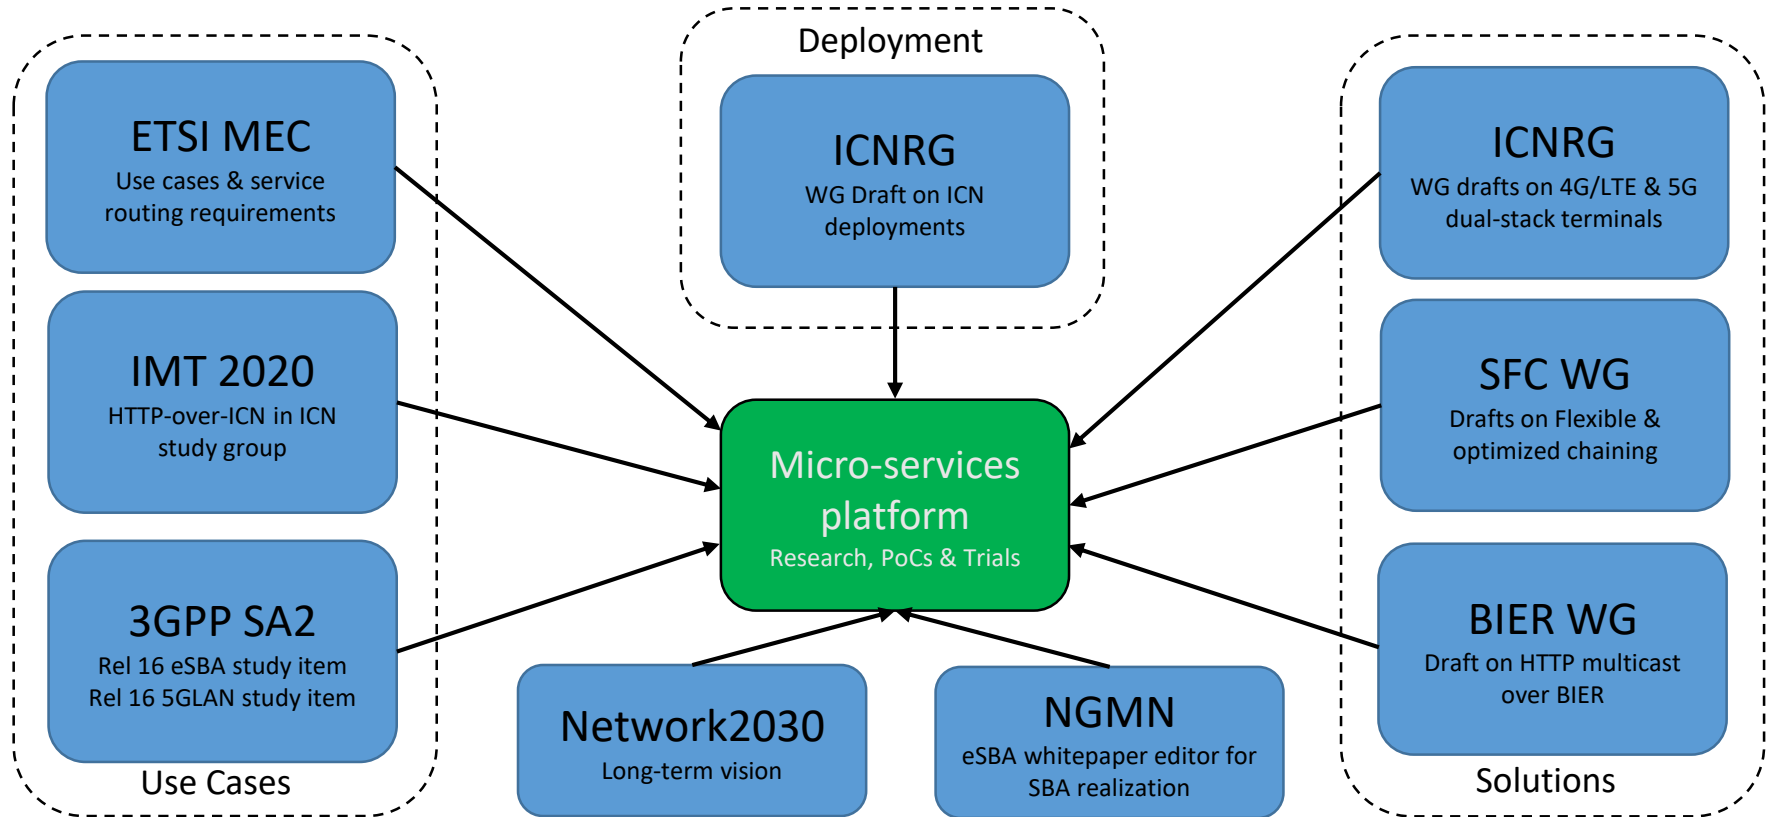 Deployment
ETSI MEC
Use cases & service
routing requirements
IMT 2020
HTTP-over-ICN in ICN
study group
3GPP SA2
Rel 16 eSBA study item
Rel 16 5GLAN study item
Use Cases
ICNRG
WG Draft on ICN
deployments
Micro-services
platform
Research, PoCs & Trials
Network2030
Long-term vision
NGMN
eSBA whitepaper editor for
SBA realization
ICNRG
WG drafts on 4G/LTE & 5G
dual-stack terminals
SFC WG
Drafts on Flexible &
optimized chaining
BIER WG
Draft on HTTP multicast
over BIER
Solutions